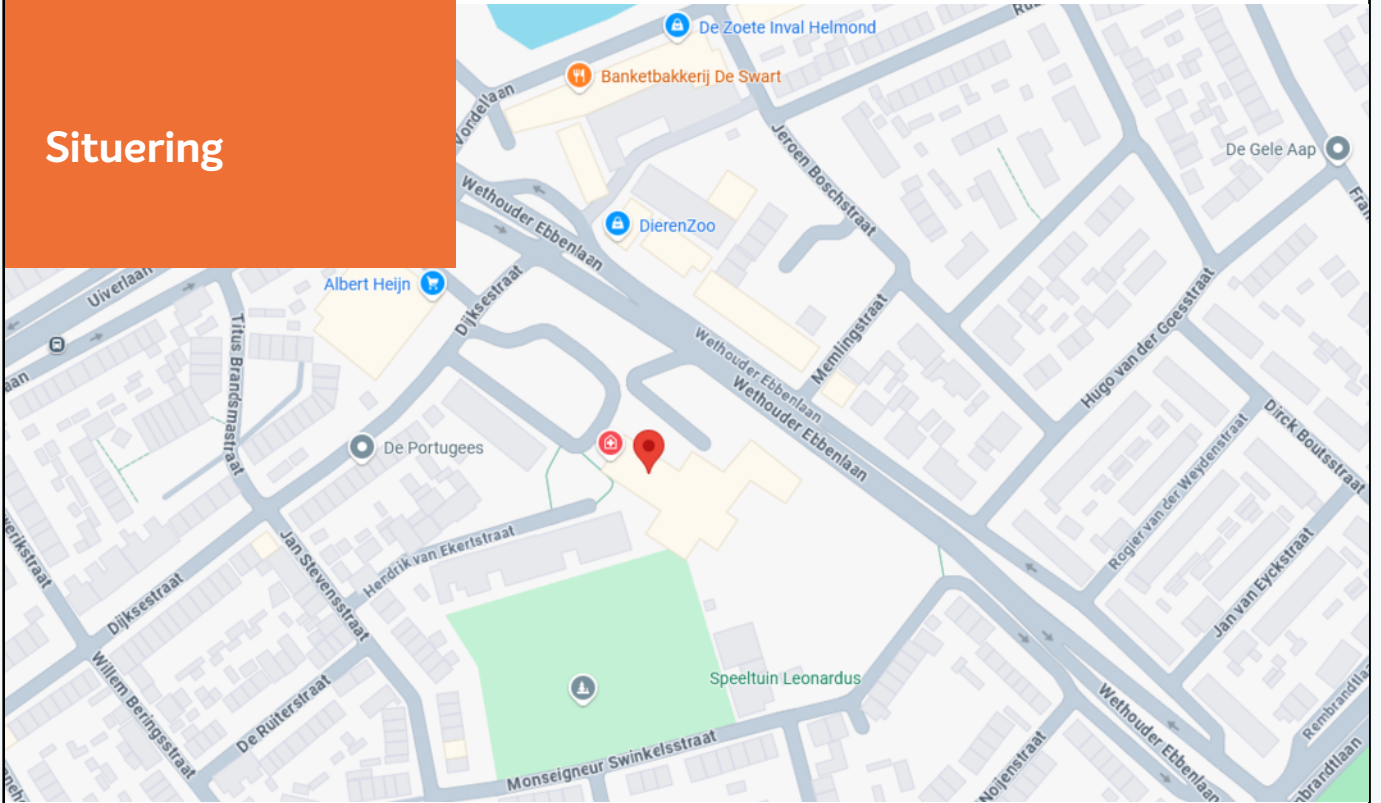 Situering
De Zoete Inval Helmond
Banketbakkerij De Swart
Vordellaan
Jeroen Boschstraat
De Gele Aap
Wethouder Ebbenlaan
DierenZoo
Uiverlaan
Albert Heijn
Dijksestraat
Titus Brandsmastraat
Memlingstraat
Hugo van der Goesstraat
Wethouder Ebbenlaan
Wethouder Ebbenlaan
Dirck Boutsstraat
De Portugees
Rogier van der Weydenstraat
Jan Stevensstraat
Hendrik van Ekertstraat
Jan van Eyckstraat
Dijksestraat
Willem Beringsstraat
De Ruiterstraat
Speeltuin Leonardus
Wethouder Ebbenlaan
Monseigneur Swinkelsstraat